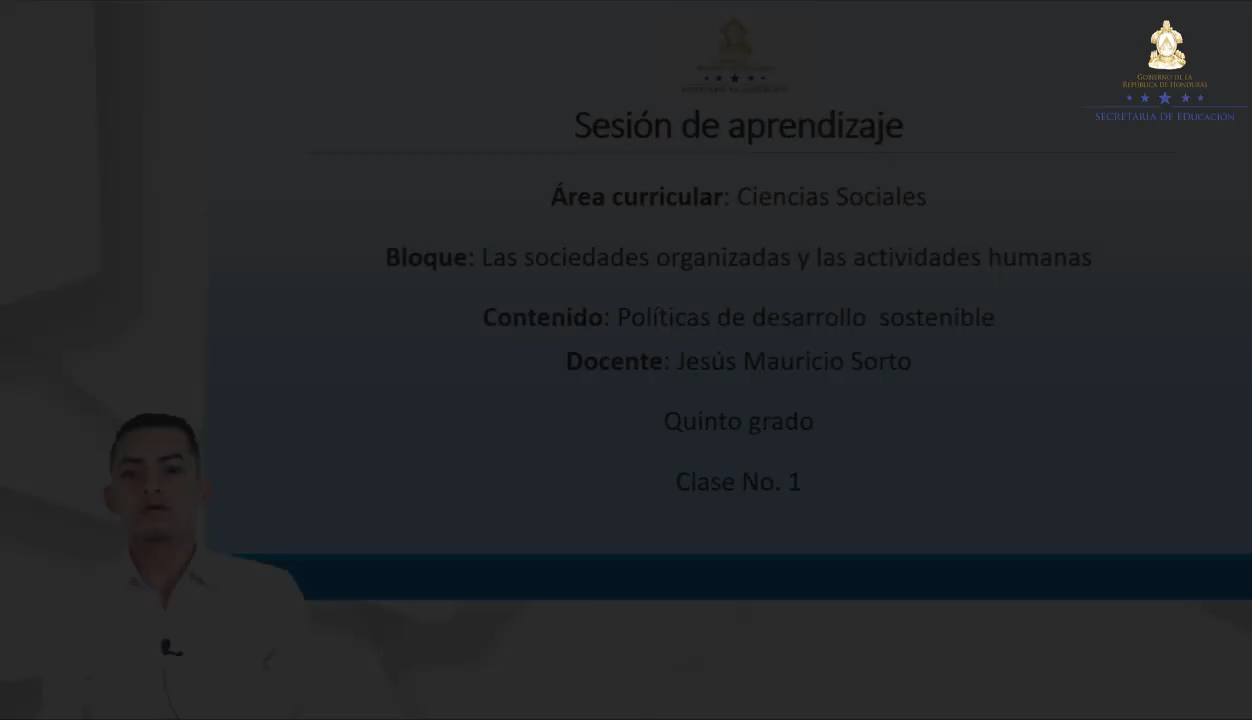 GOBIERNO DE LA
REPÚBLICA DE HONDURAS
SECRETARÍA DE EDUCACIÓN
Sesión de aprendizaje
Área curricular: Ciencias Sociales
Bloque: Las sociedades organizadas y las actividades humanas
Contenido: Políticas de desarrollo sostenible
Docente: Jesús Mauricio Sorto
Quinto grado
Clase No. 1